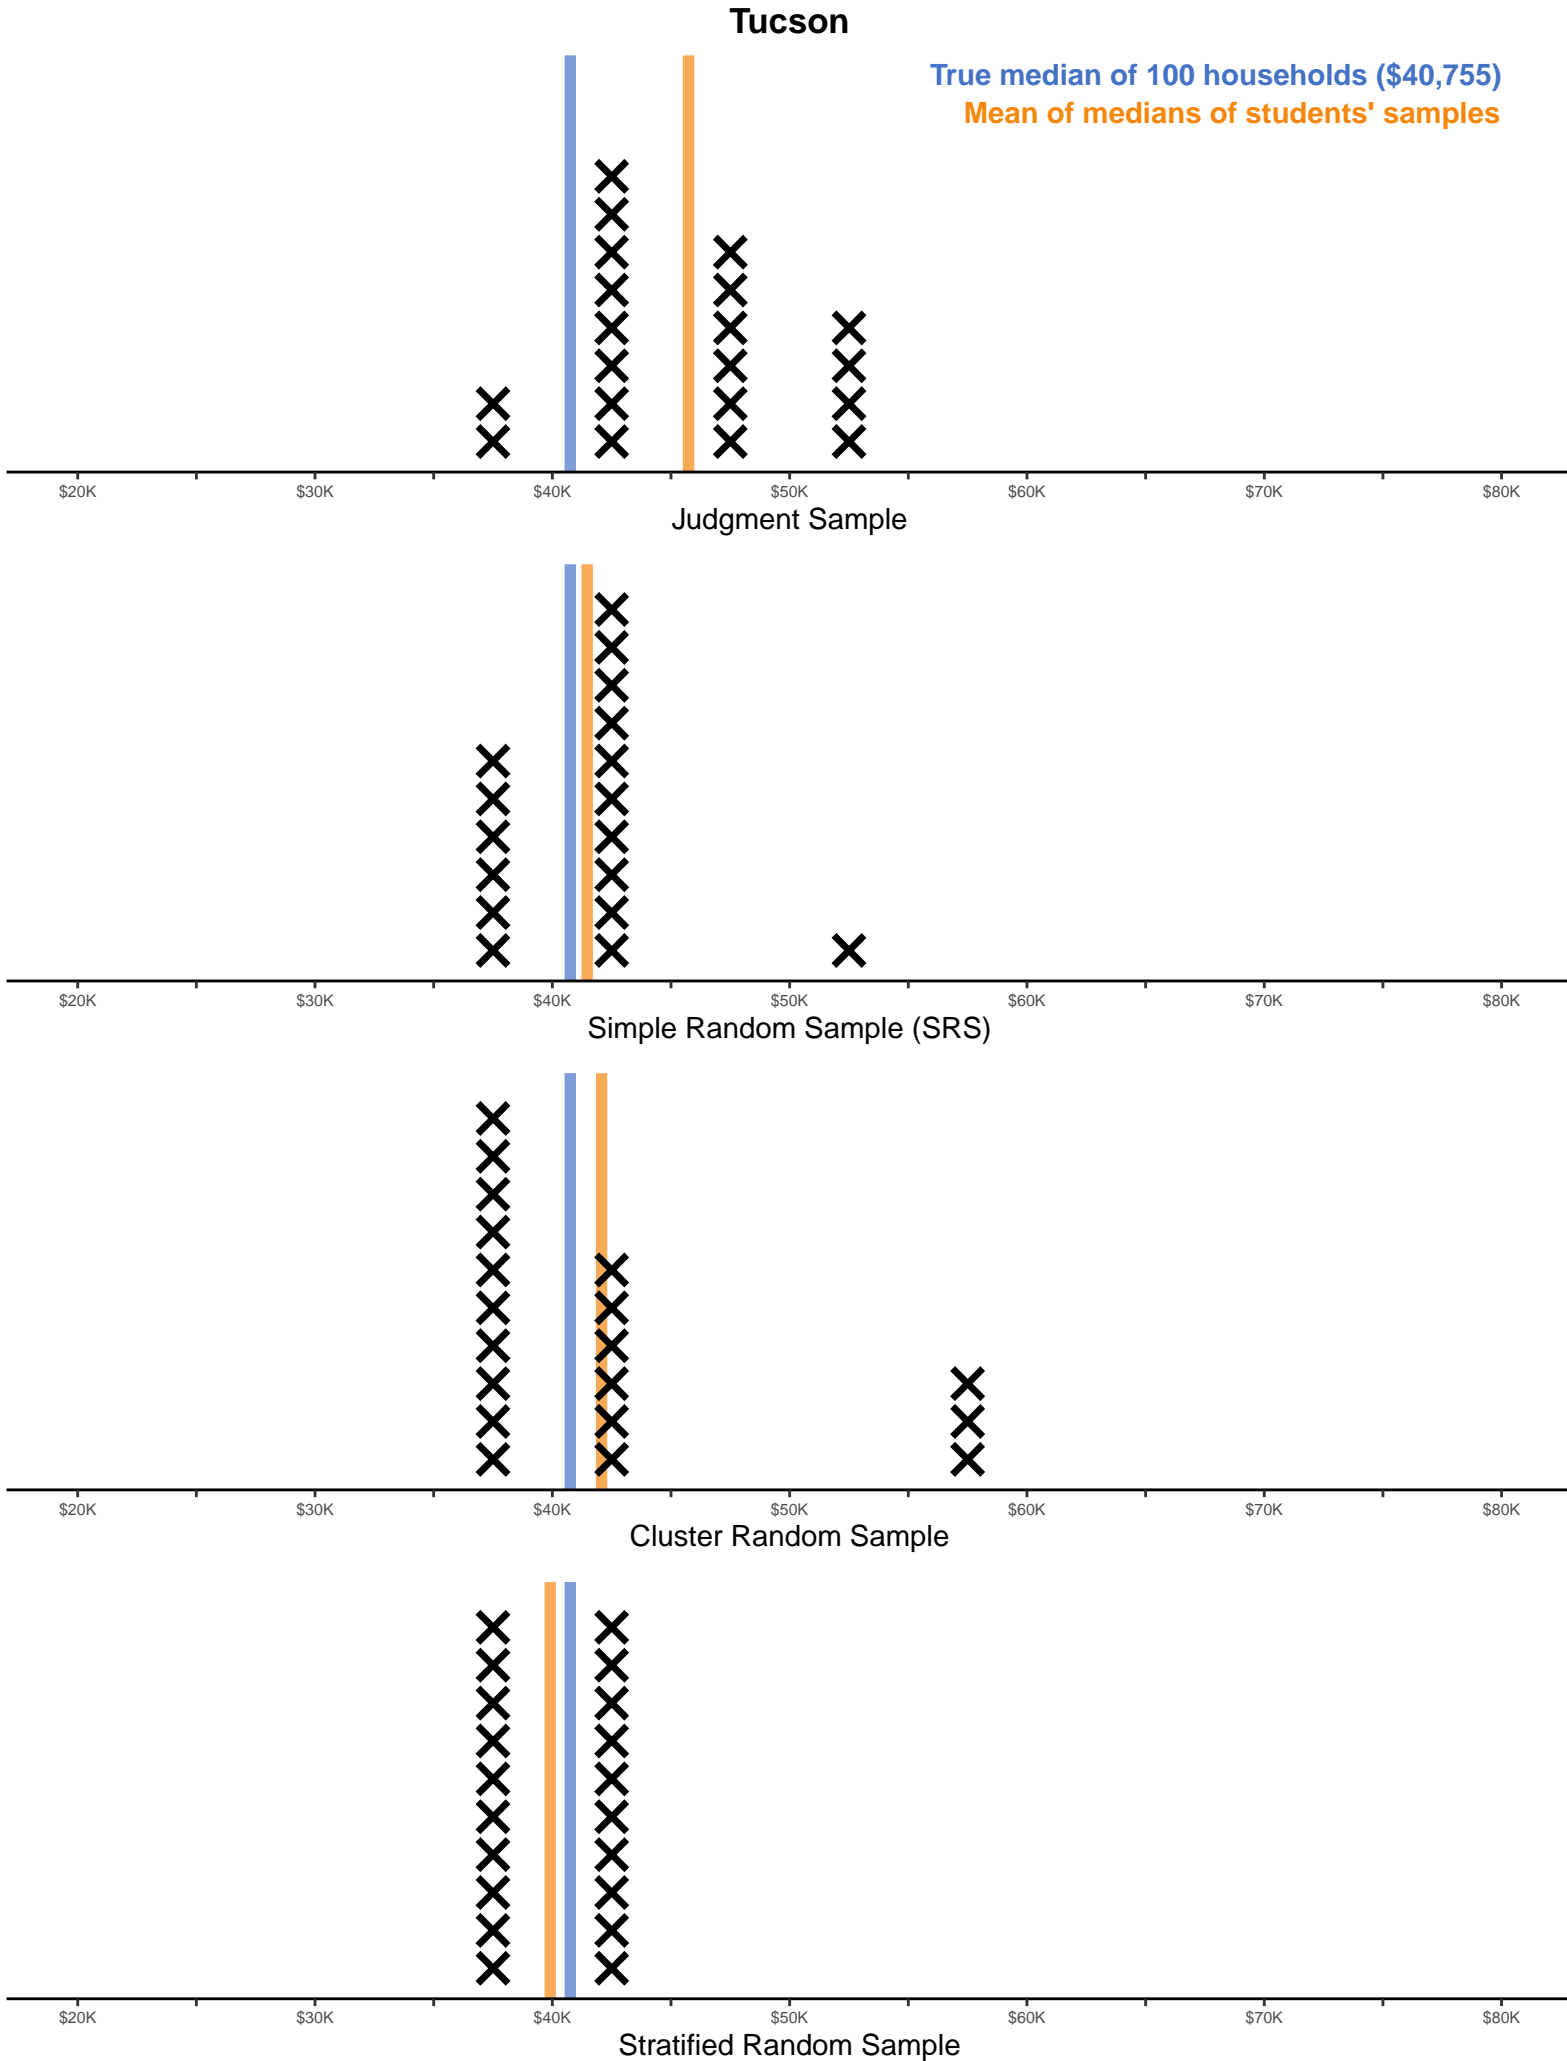 Tucson
True median of 100 households ($40,755)
Mean of medians of students' samples
$20K $30K $40K $50K $60K $70K $80K
Judgment Sample
$20K $30K $40K $50K $60K $70K $80K
Simple Random Sample (SRS)
$20K $30K $40K $50K $60K $70K $80K
Cluster Random Sample
$20K $30K $40K $50K $60K $70K $80K
Stratified Random Sample